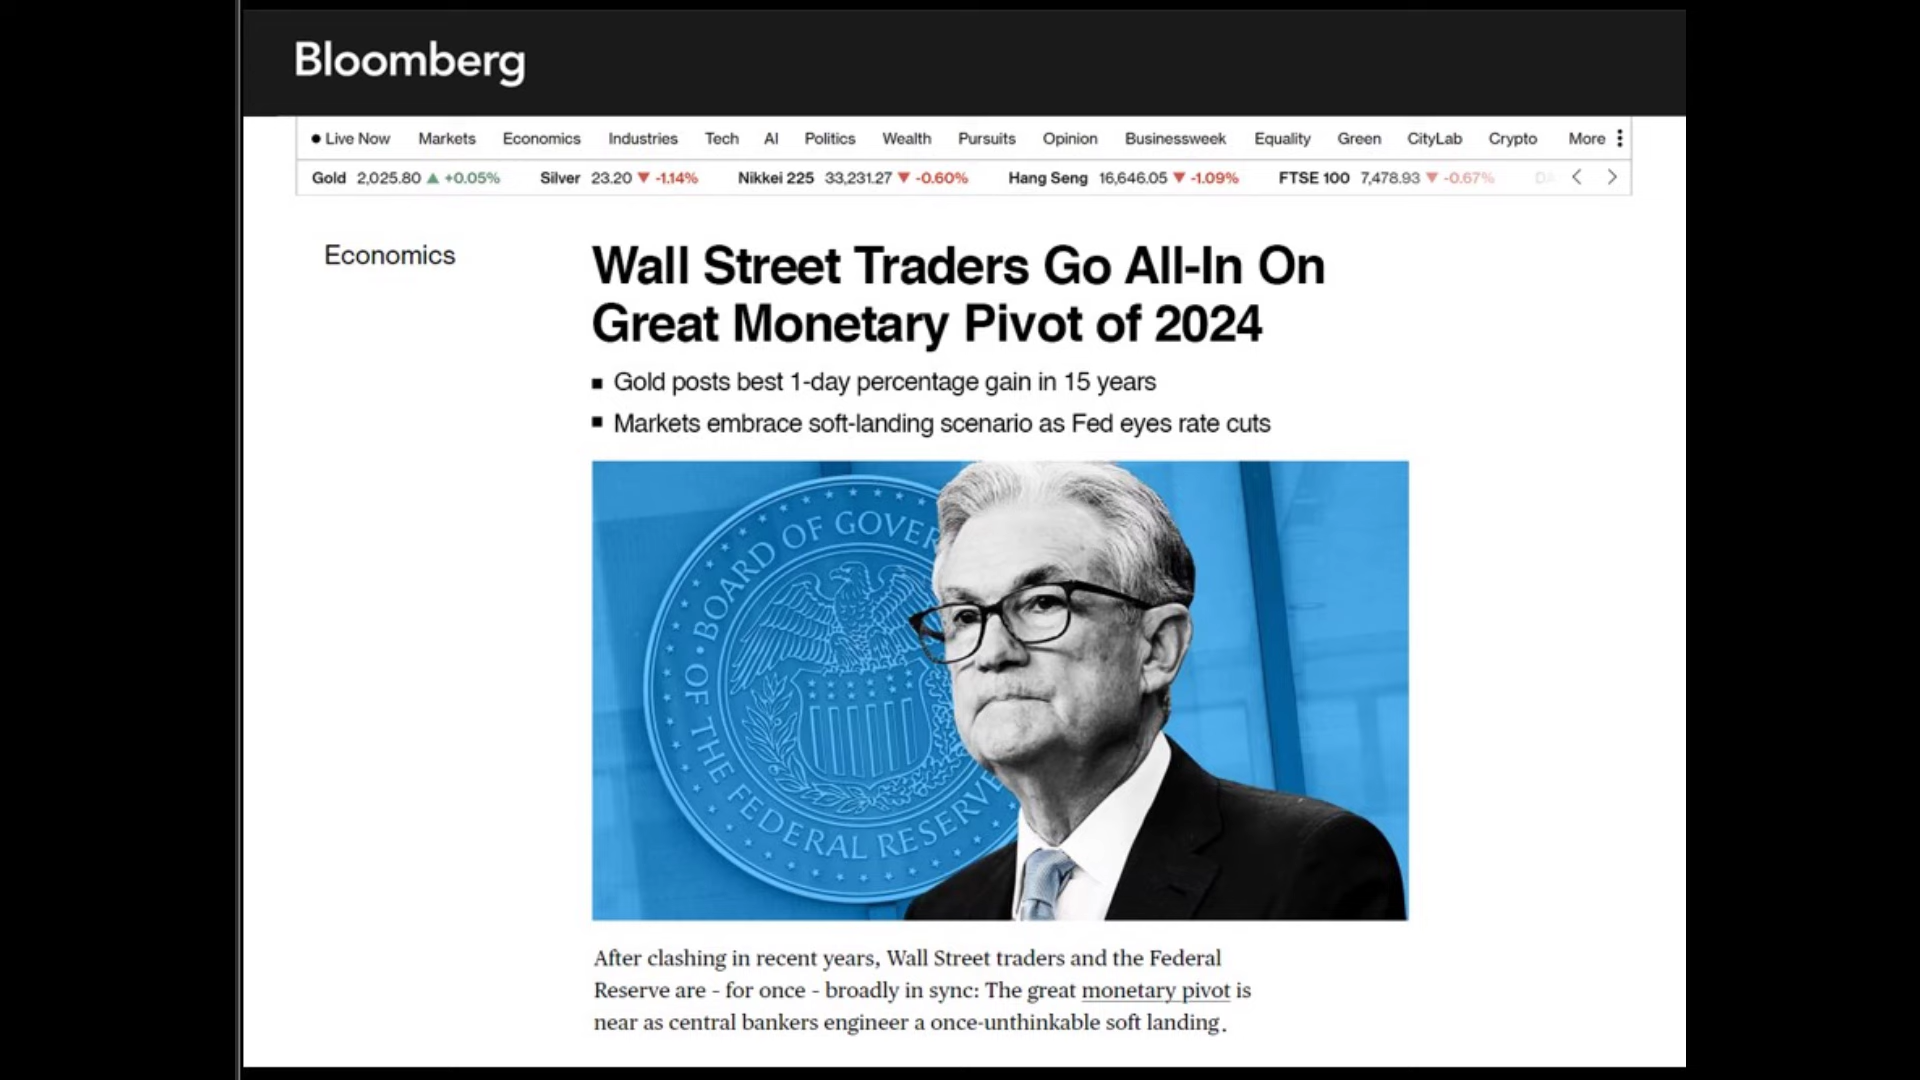 Bloomberg
Live Now Markets Economics Industries Tech AI Politics Wealth Pursuits Opinion Businessweek Equality Green CityLab Crypto More
Gold 2,025.80 ▲ +0.05% Silver 23.20 ▼ -1.14% Nikkei 225 33,231.27 ▼ -0.60% Hang Seng 16,646.05 ▼ -1.09% FTSE 100 7,478.93 ▼ -0.67%
Economics
Wall Street Traders Go All-In On
Great Monetary Pivot of 2024
Gold posts best 1-day percentage gain in 15 years
Markets embrace soft-landing scenario as Fed eyes rate cuts
BOARD OF GOVER
OF THE FEDERAL RESERVE
After clashing in recent years, Wall Street traders and the Federal
Reserve are - for once - broadly in sync: The great monetary pivot is
near as central bankers engineer a once-unthinkable soft landing.